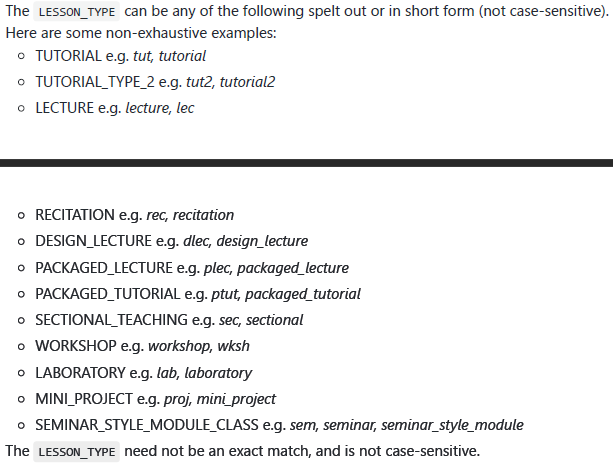 The LESSON_TYPE can be any of the following spelt out or in short form (not case-sensitive).
Here are some non-exhaustive examples:
TUTORIAL e.g. tut, tutorial
TUTORIAL_TYPE_2 e.g. tut2, tutorial2
LECTURE e.g. lecture, lec
RECITATION e.g. rec, recitation
DESIGN_LECTURE e.g. dlec, design_lecture
PACKAGED_LECTURE e.g. plec, packaged_lecture
PACKAGED_TUTORIAL e.g. ptut, packaged_tutorial
SECTIONAL_TEACHING e.g. sec, sectional
WORKSHOP e.g. workshop, wksh
LABORATORY e.g. lab, laboratory
MINI_PROJECT e.g. proj, mini_project
SEMINAR_STYLE_MODULE_CLASS e.g. sem, seminar, seminar_style_module
The LESSON_TYPE need not be an exact match, and is not case-sensitive.